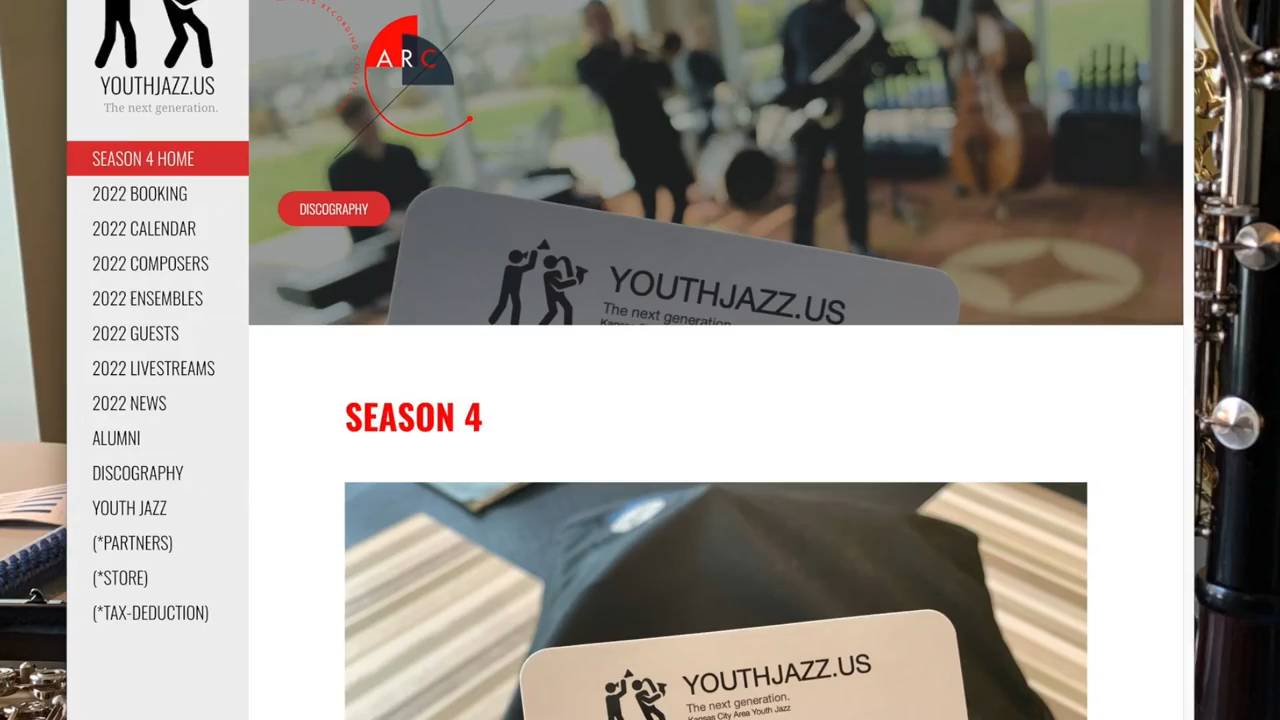 YOUTHJAZZ.US
The next generation.
SEASON 4 HOME
2022 BOOKING
2022 CALENDAR
2022 COMPOSERS
2022 ENSEMBLES
2022 GUESTS
2022 LIVESTREAMS
2022 NEWS
ALUMNI
DISCOGRAPHY
YOUTH JAZZ
(*PARTNERS)
(*STORE)
(*TAX-DEDUCTION)
RECORDING
ARC
DISCOGRAPHY
YOUTHJAZZ.US
The next generation.
SEASON 4
YOUTHJAZZ.US
The next generation.
Kansas City Area Youth Jazz